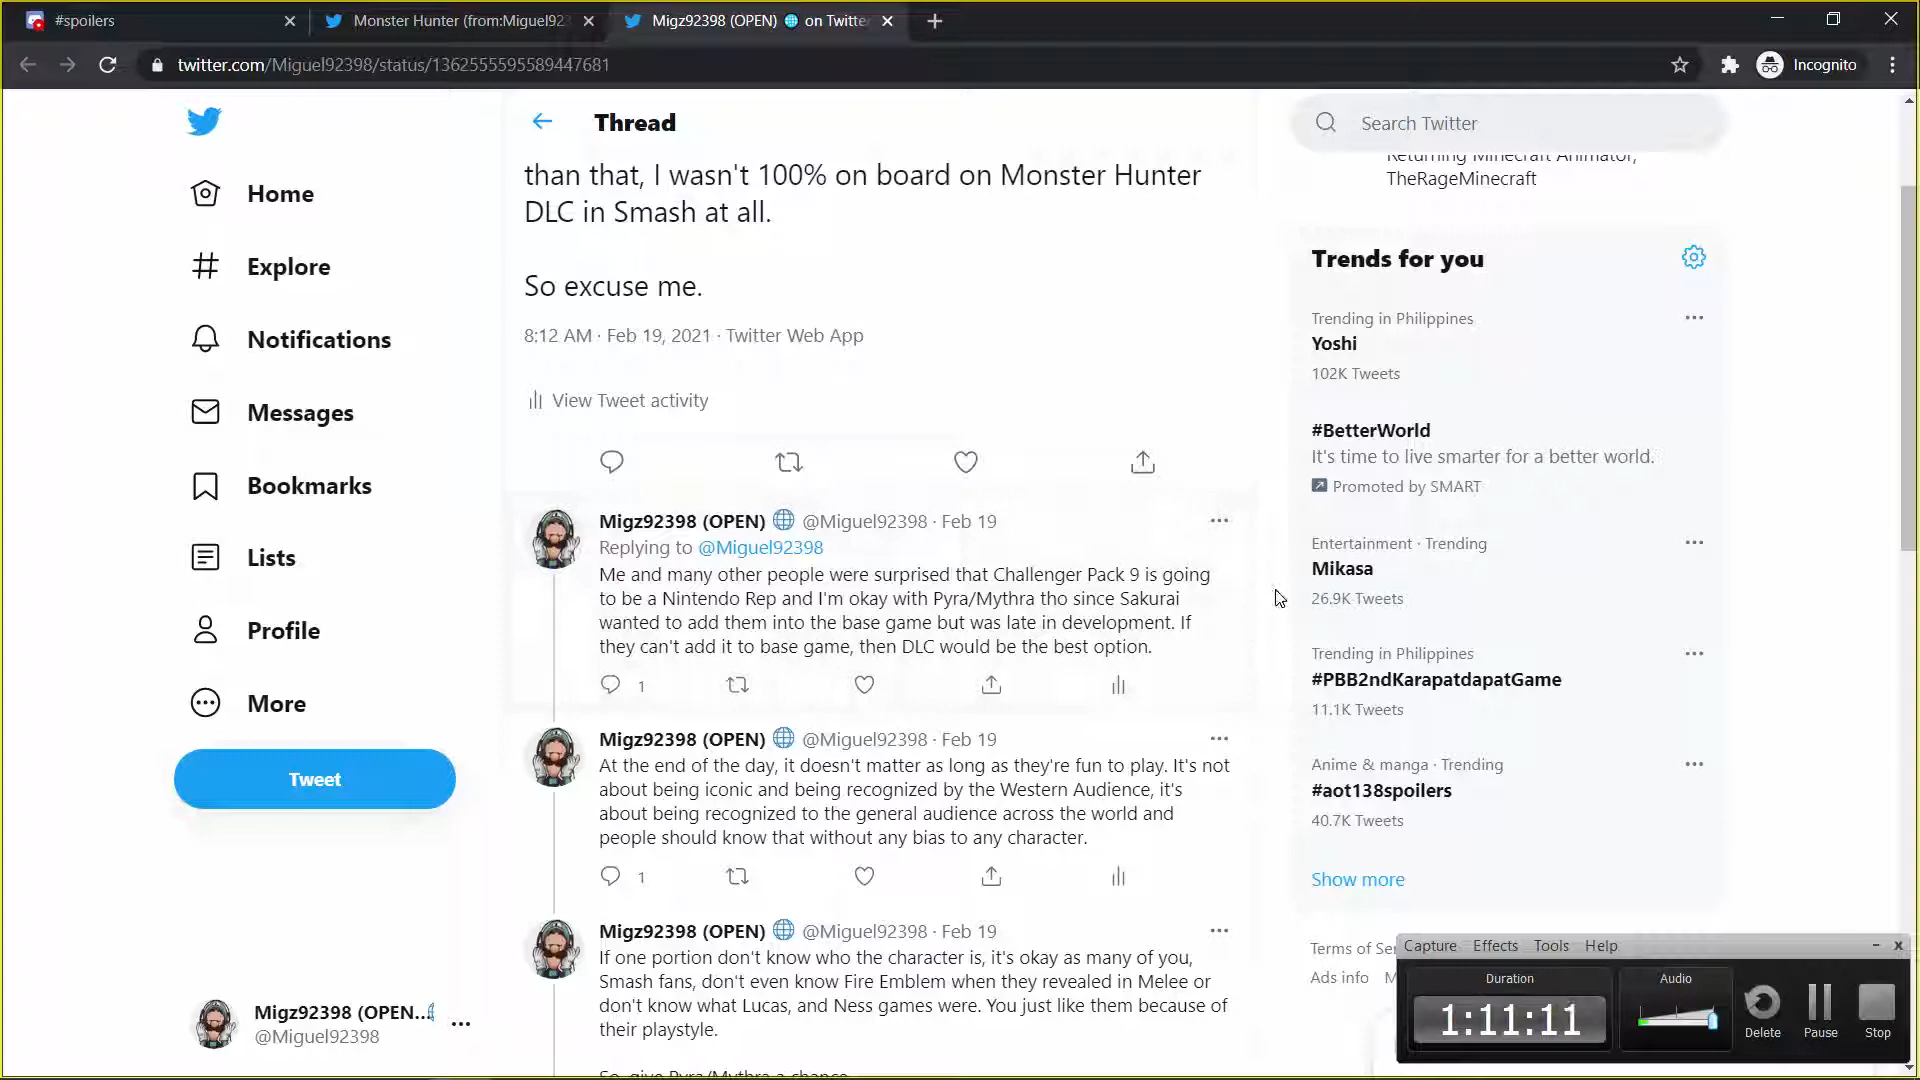 #spoilers
Monster Hunter (from:Miguel92
Migz92398 (OPEN) 🌐 on Twitte
twitter.com/Miguel92398/status/1362555595589447681
Incognito
Thread
Search Twitter
Home
Explore
Notifications
Messages
Bookmarks
Lists
Profile
More
Tweet
Migz92398 (OPEN...
@Miguel92398
than that, I wasn't 100% on board on Monster Hunter
DLC in Smash at all.
So excuse me.
8:12 AM · Feb 19, 2021 · Twitter Web App
View Tweet activity
Migz92398 (OPEN) 🌐 @Miguel92398 · Feb 19
Replying to @Miguel92398
Me and many other people were surprised that Challenger Pack 9 is going
to be a Nintendo Rep and I'm okay with Pyra/Mythra tho since Sakurai
wanted to add them into the base game but was late in development. If
they can't add it to base game, then DLC would be the best option.
1
Migz92398 (OPEN) 🌐 @Miguel92398 · Feb 19
At the end of the day, it doesn't matter as long as they're fun to play. It's not
about being iconic and being recognized by the Western Audience, it's
about being recognized to the general audience across the world and
people should know that without any bias to any character.
1
Migz92398 (OPEN) 🌐 @Miguel92398 · Feb 19
If one portion don't know who the character is, it's okay as many of you,
Smash fans, don't even know Fire Emblem when they revealed in Melee or
don't know what Lucas, and Ness games were. You just like them because of
their playstyle.
So, give Pyra/Mythra a chance
Returning Minecraft Animator,
TheRageMinecraft
Trends for you
Trending in Philippines
Yoshi
102K Tweets
#BetterWorld
It's time to live smarter for a better world.
Promoted by SMART
Entertainment · Trending
Mikasa
26.9K Tweets
Trending in Philippines
#PBB2ndKarapatdapatGame
11.1K Tweets
Anime & manga · Trending
#aot138spoilers
40.7K Tweets
Show more
Terms of Ser
Ads info M
Capture Effects Tools Help
Duration
1:11:11
Audio
Delete
Pause
Stop